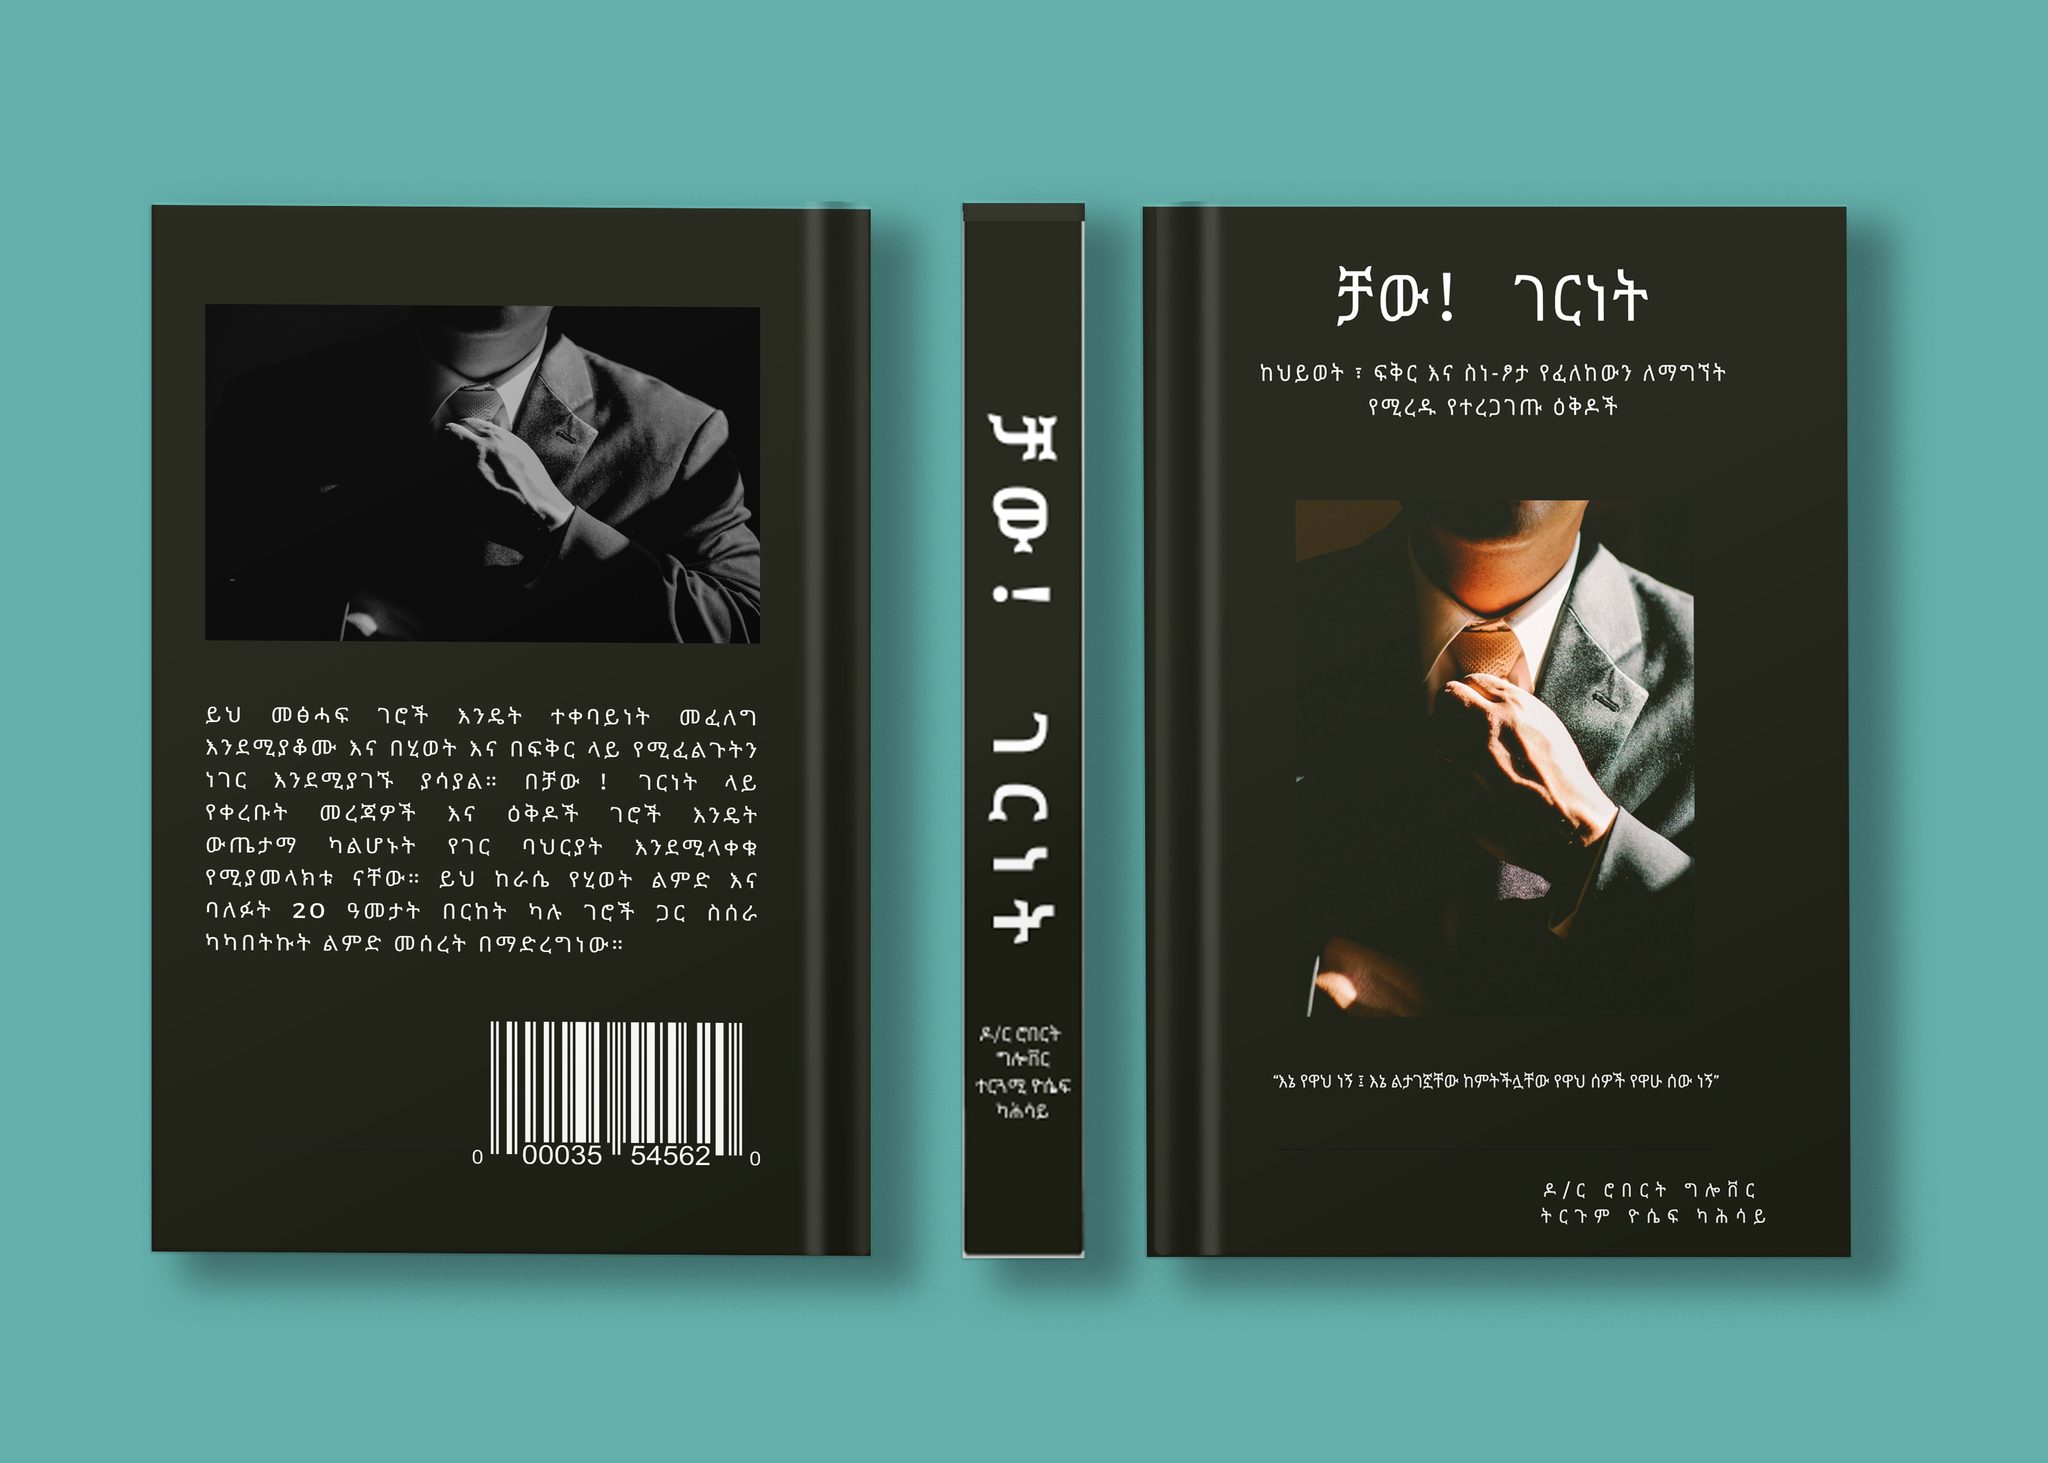 ይህ መፅሓፍ ገሮች እንዴት ተቀባይነት መፈለግ
እንደሚያቆሙ እና በሂወት እና በፍቅር ላይ የሚፈልጉትን
ነገር እንደሚያገኙ ያሳያል። በቻው ! ገርነት ላይ
የቀረቡት መረጃዎች እና ዕቅዶች ገሮች እንዴት
ውጤታማ ካልሆኑት የገር ባህርያት እንደሚላቀቁ
የሚያመላክቱ ናቸው። ይህ ከራሴ የሂወት ልምድ እና
ባለፉት 20 ዓመታት በርከት ካሉ ገሮች ጋር ስሰራ
ካካበትኩት ልምድ መሰረት በማድረግነው።
0 00035 54562 0
ቻው! ገርነት
ዶ/ር ሮበርት
ግሎቨር
ተርጓሚ ዮሴፍ
ካሕሳይ
ቻው! ገርነት
ከህይወት ፣ ፍቅር እና ስነ-ፆታ የፈለከውን ለማግኘት
የሚረዱ የተረጋገጡ ዕቅዶች
“እኔ የዋህ ነኝ ፤ እኔ ልታገኟቸው ከምትችሏቸው የዋህ ሰዎች የዋሁ ሰው ነኝ”
ዶ/ር ሮበርት ግሎቨር
ትርጉም ዮሴፍ ካሕሳይ